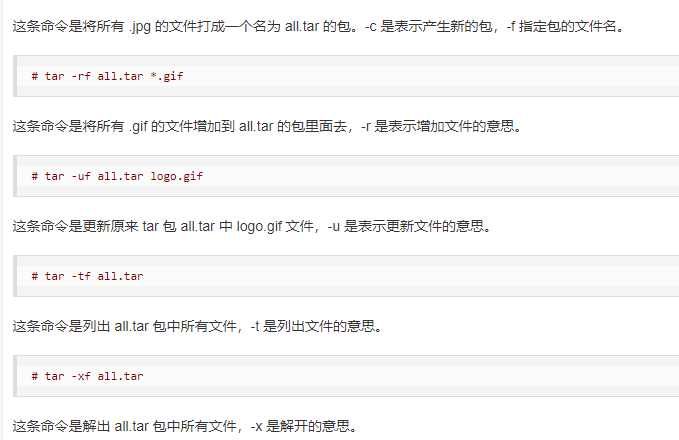 这条命令是将所有 .jpg 的文件打成一个名为 all.tar 的包。-c 是表示产生新的包，-f 指定包的文件名。
# tar -rf all.tar *.gif
这条命令是将所有 .gif 的文件增加到 all.tar 的包里面去，-r 是表示增加文件的意思。
# tar -uf all.tar logo.gif
这条命令是更新原来 tar 包 all.tar 中 logo.gif 文件，-u 是表示更新文件的意思。
# tar -tf all.tar
这条命令是列出 all.tar 包中所有文件，-t 是列出文件的意思。
# tar -xf all.tar
这条命令是解出 all.tar 包中所有文件，-x 是解开的意思。